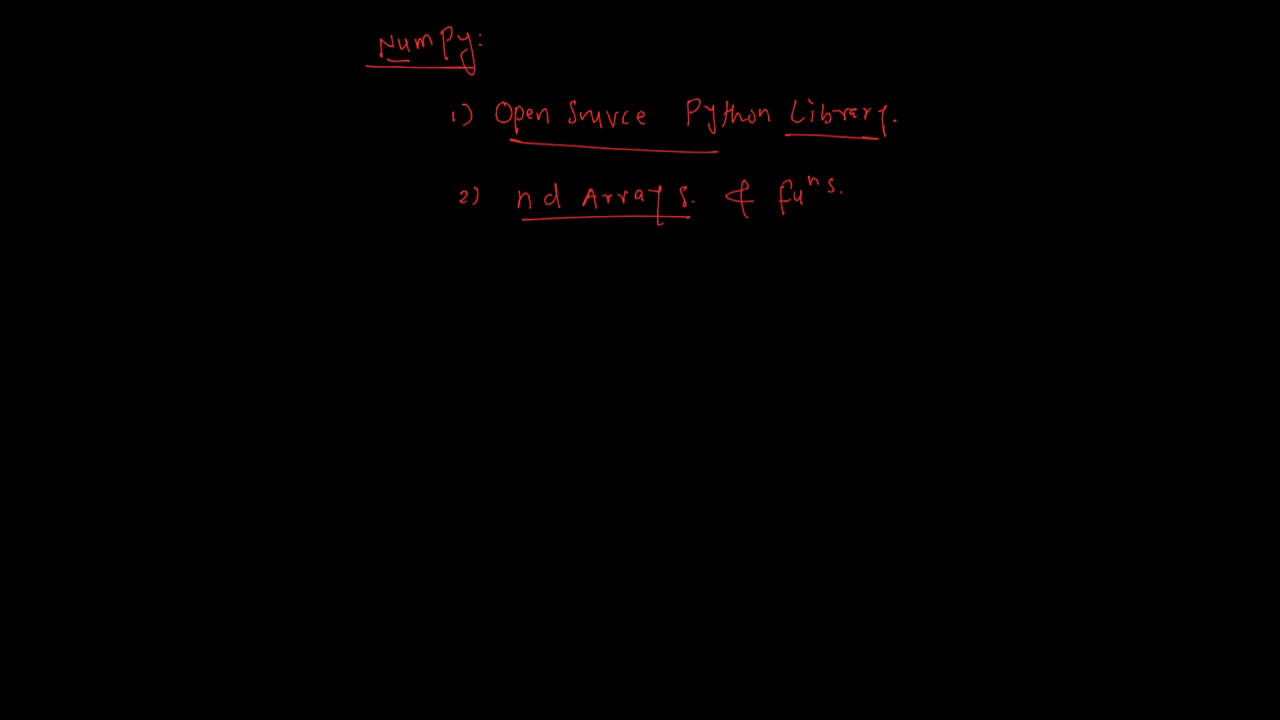 NumPy:
1) Open Source Python Library.
2) nd Arrays. & fuⁿs.